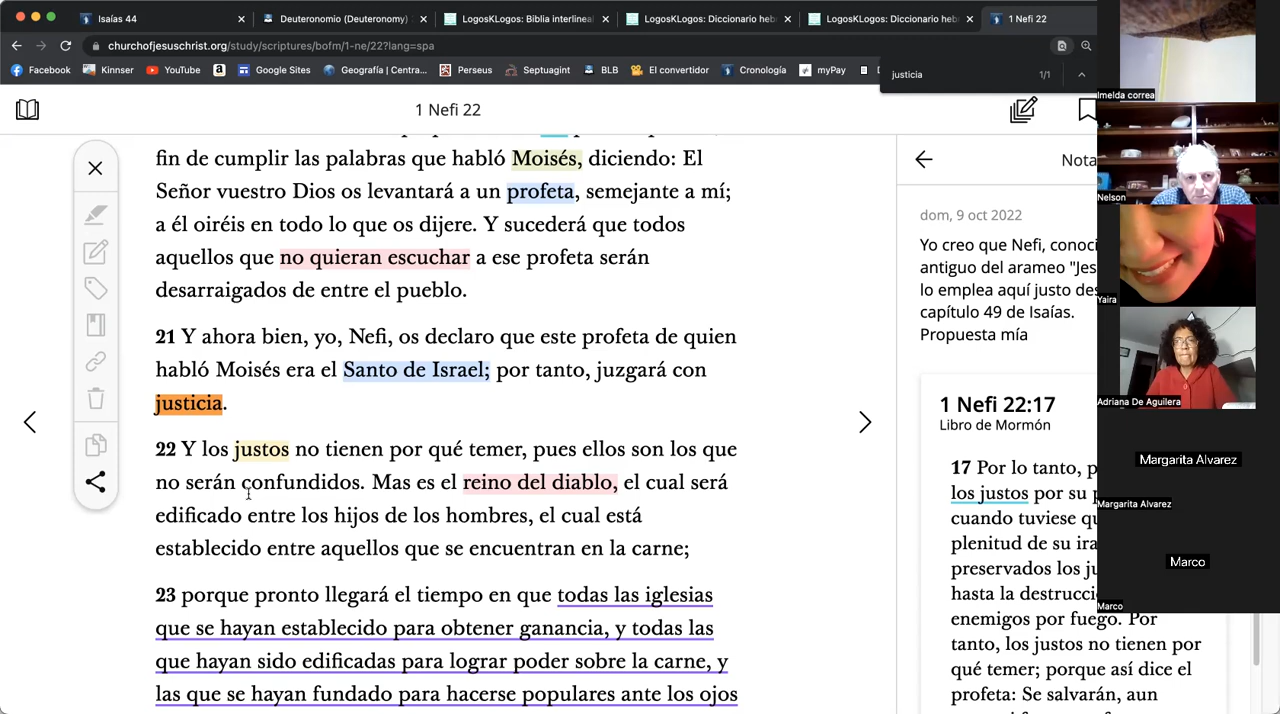 Isaías 44
Deuteronomio (Deuteronomy)
LogosKLogos: Biblia interlineal
LogosKLogos: Diccionario heb
LogosKLogos: Diccionario heb
1 Nefi 22
churchofjesuschrist.org/study/scriptures/bofm/1-ne/22?lang=spa
Facebook
Kinnser
YouTube
Google Sites
Geografía | Centra...
Perseus
Septuagint
BLB
El convertidor
Cronología
myPay
justicia
1/1
1 Nefi 22
fin de cumplir las palabras que habló Moisés, diciendo: El
Señor vuestro Dios os levantará a un profeta, semejante a mí;
a él oiréis en todo lo que os dijere. Y sucederá que todos
aquellos que no quieran escuchar a ese profeta serán
desarraigados de entre el pueblo.
21 Y ahora bien, yo, Nefi, os declaro que este profeta de quien
habló Moisés era el Santo de Israel; por tanto, juzgará con
justicia.
22 Y los justos no tienen por qué temer, pues ellos son los que
no serán confundidos. Mas es el reino del diablo, el cual será
edificado entre los hijos de los hombres, el cual está
establecido entre aquellos que se encuentran en la carne;
23 porque pronto llegará el tiempo en que todas las iglesias
que se hayan establecido para obtener ganancia, y todas las
que hayan sido edificadas para lograr poder sobre la carne, y
las que se hayan fundado para hacerse populares ante los ojos
Nota
dom, 9 oct 2022
Yo creo que Nefi, conoci
antiguo del arameo "Jes
lo emplea aquí justo des
capítulo 49 de Isaías.
Propuesta mía
1 Nefi 22:17
Libro de Mormón
17 Por lo tanto, p
los justos por su p
cuando tuviese qu
plenitud de su ira
preservados los ju
hasta la destrucci
enemigos por fuego. Por
tanto, los justos no tienen por
qué temer; porque así dice el
profeta: Se salvarán, aun
Imelda correa
Nelson
Yaira
Adriana De Aguilera
Margarita Alvarez
Margarita Alvarez
Marco
Marco